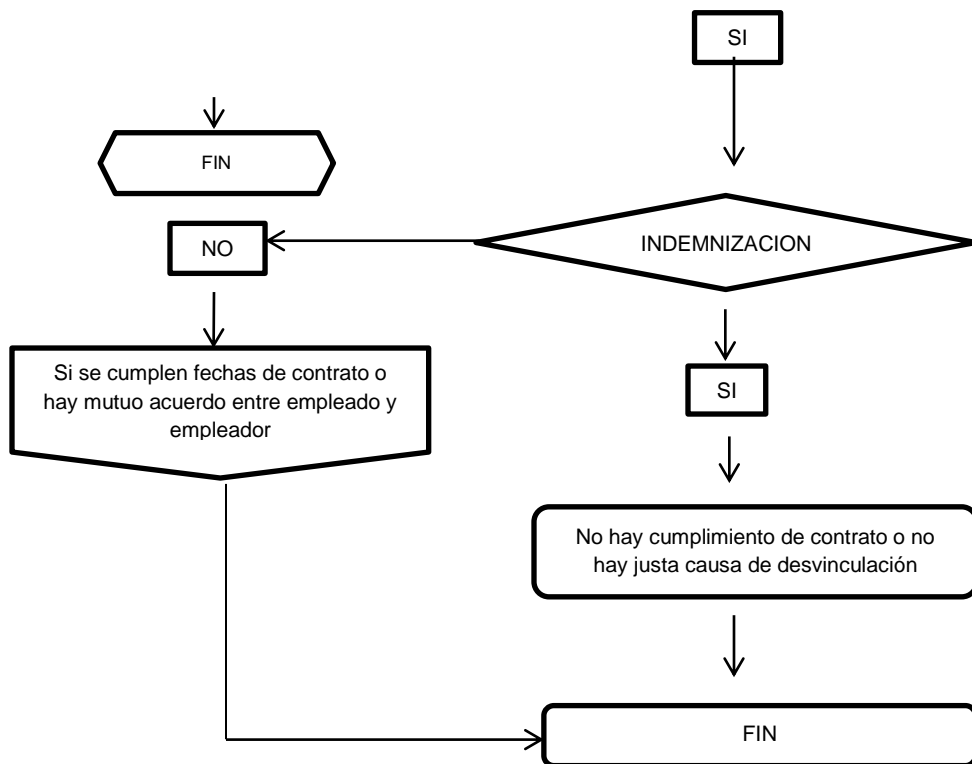 SI
FIN
INDEMNIZACION
NO
Si se cumplen fechas de contrato o
hay mutuo acuerdo entre empleado y
empleador
SI
No hay cumplimiento de contrato o no
hay justa causa de desvinculación
FIN